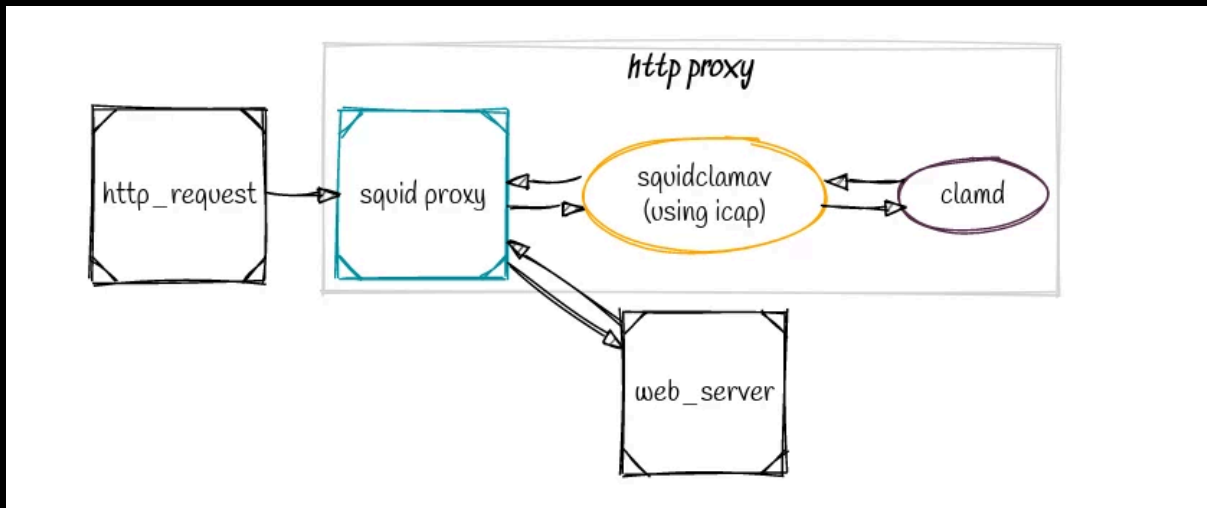 http proxy
http_request
squid proxy
squidclamav
(using icap)
clamd
web_server